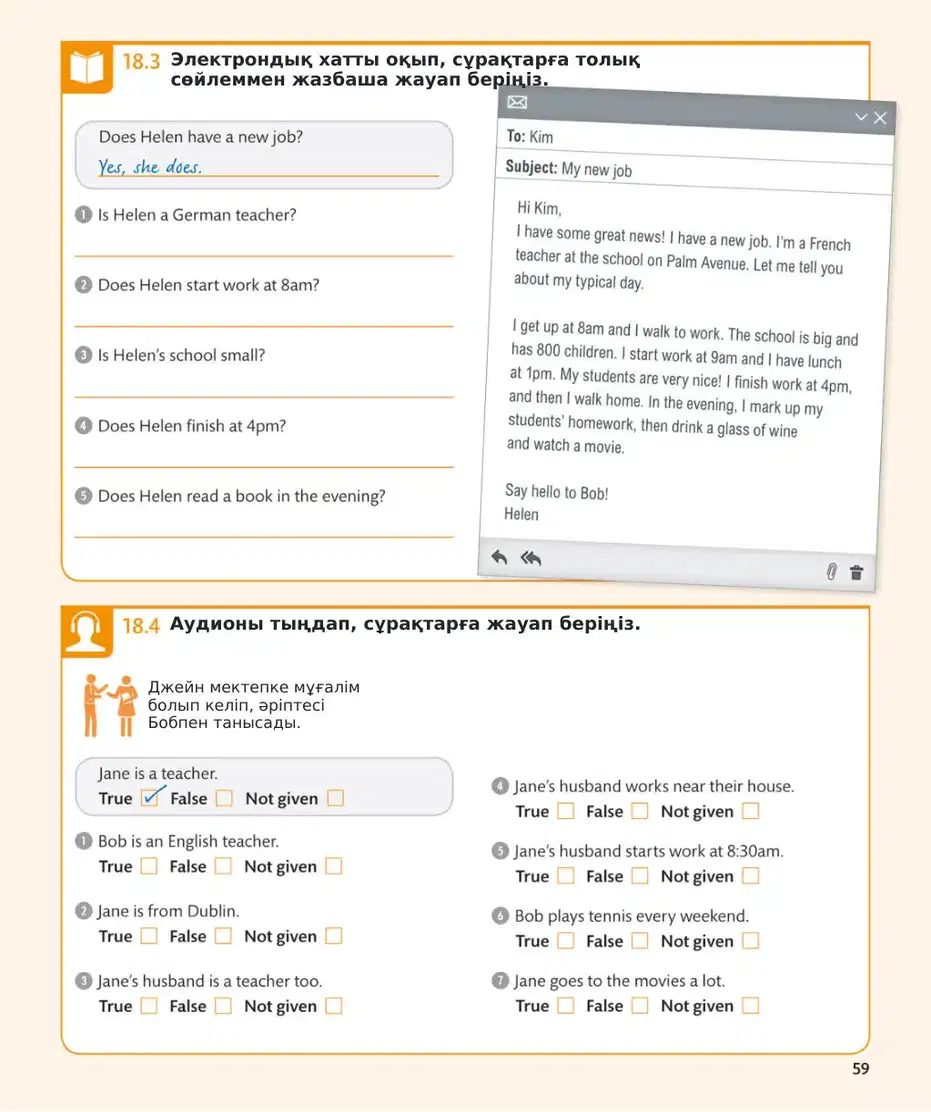 18.3 Электрондық хатты оқып, сұрақтарға толық
сөйлеммен жазбаша жауап беріңіз.
Does Helen have a new job?
Yes, she does.
1 Is Helen a German teacher?
2 Does Helen start work at 8am?
3 Is Helen's school small?
4 Does Helen finish at 4pm?
5 Does Helen read a book in the evening?
To: Kim
Subject: My new job
Hi Kim,
I have some great news! I have a new job. I'm a French
teacher at the school on Palm Avenue. Let me tell you
about my typical day.
I get up at 8am and I walk to work. The school is big and
has 800 children. I start work at 9am and I have lunch
at 1pm. My students are very nice! I finish work at 4pm,
and then I walk home. In the evening, I mark up my
students' homework, then drink a glass of wine
and watch a movie.
Say hello to Bob!
Helen
18.4 Аудионы тыңдап, сұрақтарға жауап беріңіз.
Джейн мектепке мұғалім
болып келіп, әріптесі
Бобпен танысады.
Jane is a teacher.
True False Not given
1 Bob is an English teacher.
True False Not given
2 Jane is from Dublin.
True False Not given
3 Jane's husband is a teacher too.
True False Not given
4 Jane's husband works near their house.
True False Not given
5 Jane's husband starts work at 8:30am.
True False Not given
6 Bob plays tennis every weekend.
True False Not given
7 Jane goes to the movies a lot.
True False Not given
59